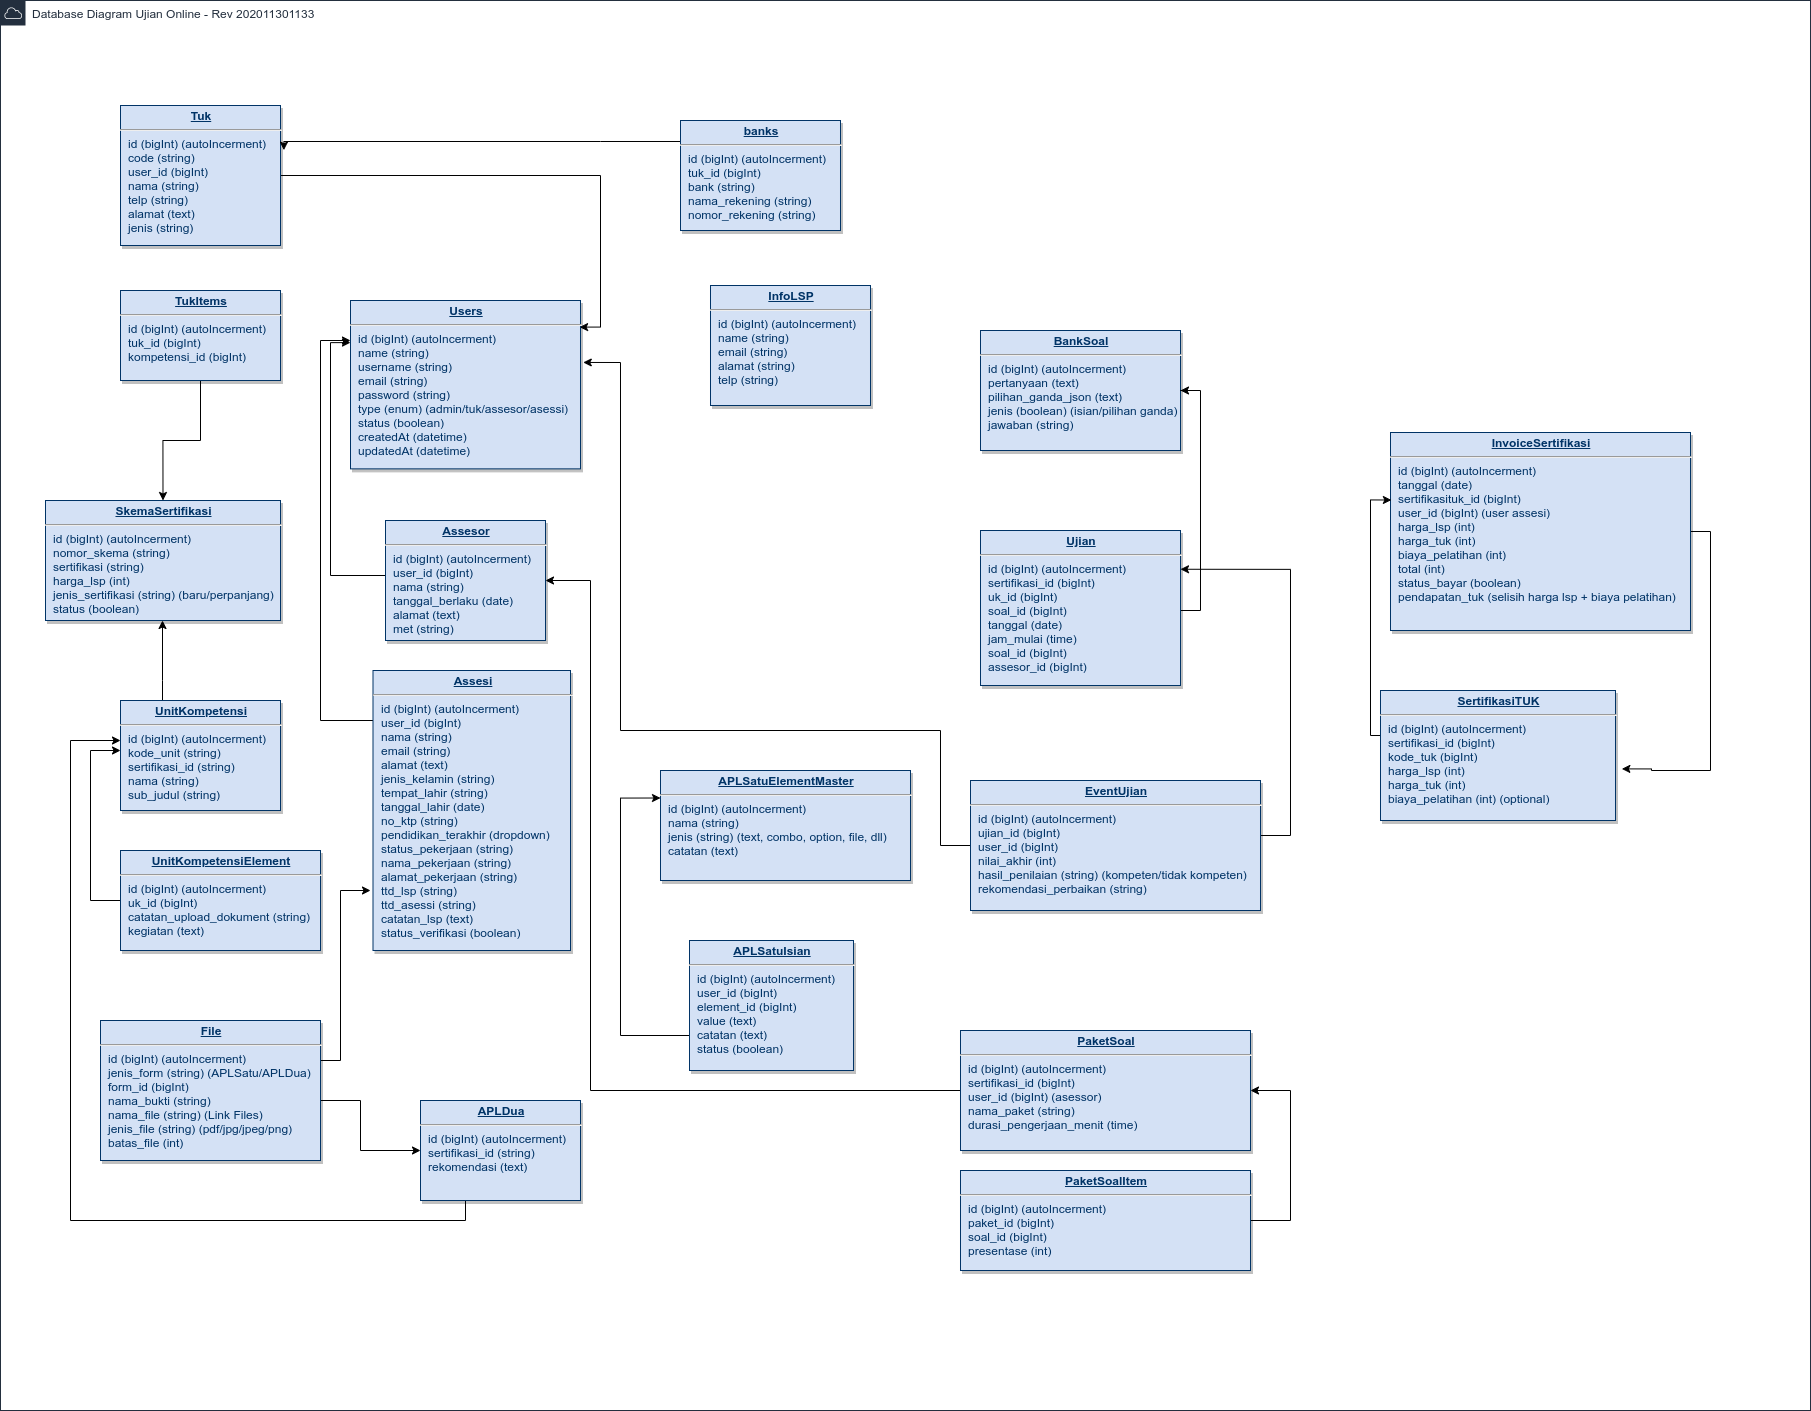 Database Diagram Ujian Online - Rev 202011301133
Tuk
id (bigInt) (autoIncerment)
code (string)
user_id (bigInt)
nama (string)
telp (string)
alamat (text)
jenis (string)
banks
id (bigInt) (autoIncerment)
tuk_id (bigInt)
bank (string)
nama_rekening (string)
nomor_rekening (string)
TukItems
id (bigInt) (autoIncerment)
tuk_id (bigInt)
kompetensi_id (bigInt)
Users
id (bigInt) (autoIncerment)
name (string)
username (string)
email (string)
password (string)
type (enum) (admin/tuk/assesor/asessi)
status (boolean)
createdAt (datetime)
updatedAt (datetime)
InfoLSP
id (bigInt) (autoIncerment)
name (string)
email (string)
alamat (string)
telp (string)
BankSoal
id (bigInt) (autoIncerment)
pertanyaan (text)
pilihan_ganda_json (text)
jenis (boolean) (isian/pilihan ganda)
jawaban (string)
InvoiceSertifikasi
id (bigInt) (autoIncerment)
tanggal (date)
sertifikasituk_id (bigInt)
user_id (bigInt) (user assesi)
harga_lsp (int)
harga_tuk (int)
biaya_pelatihan (int)
total (int)
status_bayar (boolean)
pendapatan_tuk (selisih harga lsp + biaya pelatihan)
SkemaSertifikasi
id (bigInt) (autoIncerment)
nomor_skema (string)
sertifikasi (string)
harga_lsp (int)
jenis_sertifikasi (string) (baru/perpanjang)
status (boolean)
Assesor
id (bigInt) (autoIncerment)
user_id (bigInt)
nama (string)
tanggal_berlaku (date)
alamat (text)
met (string)
Ujian
id (bigInt) (autoIncerment)
sertifikasi_id (bigInt)
uk_id (bigInt)
soal_id (bigInt)
tanggal (date)
jam_mulai (time)
soal_id (bigInt)
assesor_id (bigInt)
Assesi
id (bigInt) (autoIncerment)
user_id (bigInt)
nama (string)
email (string)
alamat (text)
jenis_kelamin (string)
tempat_lahir (string)
tanggal_lahir (date)
no_ktp (string)
pendidikan_terakhir (dropdown)
status_pekerjaan (string)
nama_pekerjaan (string)
alamat_pekerjaan (string)
ttd_lsp (string)
ttd_asessi (string)
catatan_lsp (text)
status_verifikasi (boolean)
SertifikasiTUK
id (bigInt) (autoIncerment)
sertifikasi_id (bigInt)
kode_tuk (bigInt)
harga_lsp (int)
harga_tuk (int)
biaya_pelatihan (int) (optional)
UnitKompetensi
id (bigInt) (autoIncerment)
kode_unit (string)
sertifikasi_id (string)
nama (string)
sub_judul (string)
APLSatuElementMaster
id (bigInt) (autoIncerment)
nama (string)
jenis (string) (text, combo, option, file, dll)
catatan (text)
EventUjian
id (bigInt) (autoIncerment)
ujian_id (bigInt)
user_id (bigInt)
nilai_akhir (int)
hasil_penilaian (string) (kompeten/tidak kompeten)
rekomendasi_perbaikan (string)
UnitKompetensiElement
id (bigInt) (autoIncerment)
uk_id (bigInt)
catatan_upload_dokument (string)
kegiatan (text)
APLSatuIsian
id (bigInt) (autoIncerment)
user_id (bigInt)
element_id (bigInt)
value (text)
catatan (text)
status (boolean)
File
id (bigInt) (autoIncerment)
jenis_form (string) (APLSatu/APLDua)
form_id (bigInt)
nama_bukti (string)
nama_file (string) (Link Files)
jenis_file (string) (pdf/jpg/jpeg/png)
batas_file (int)
APLDua
id (bigInt) (autoIncerment)
sertifikasi_id (string)
rekomendasi (text)
PaketSoal
id (bigInt) (autoIncerment)
sertifikasi_id (bigInt)
user_id (bigInt) (asessor)
nama_paket (string)
durasi_pengerjaan_menit (time)
PaketSoalItem
id (bigInt) (autoIncerment)
paket_id (bigInt)
soal_id (bigInt)
presentase (int)